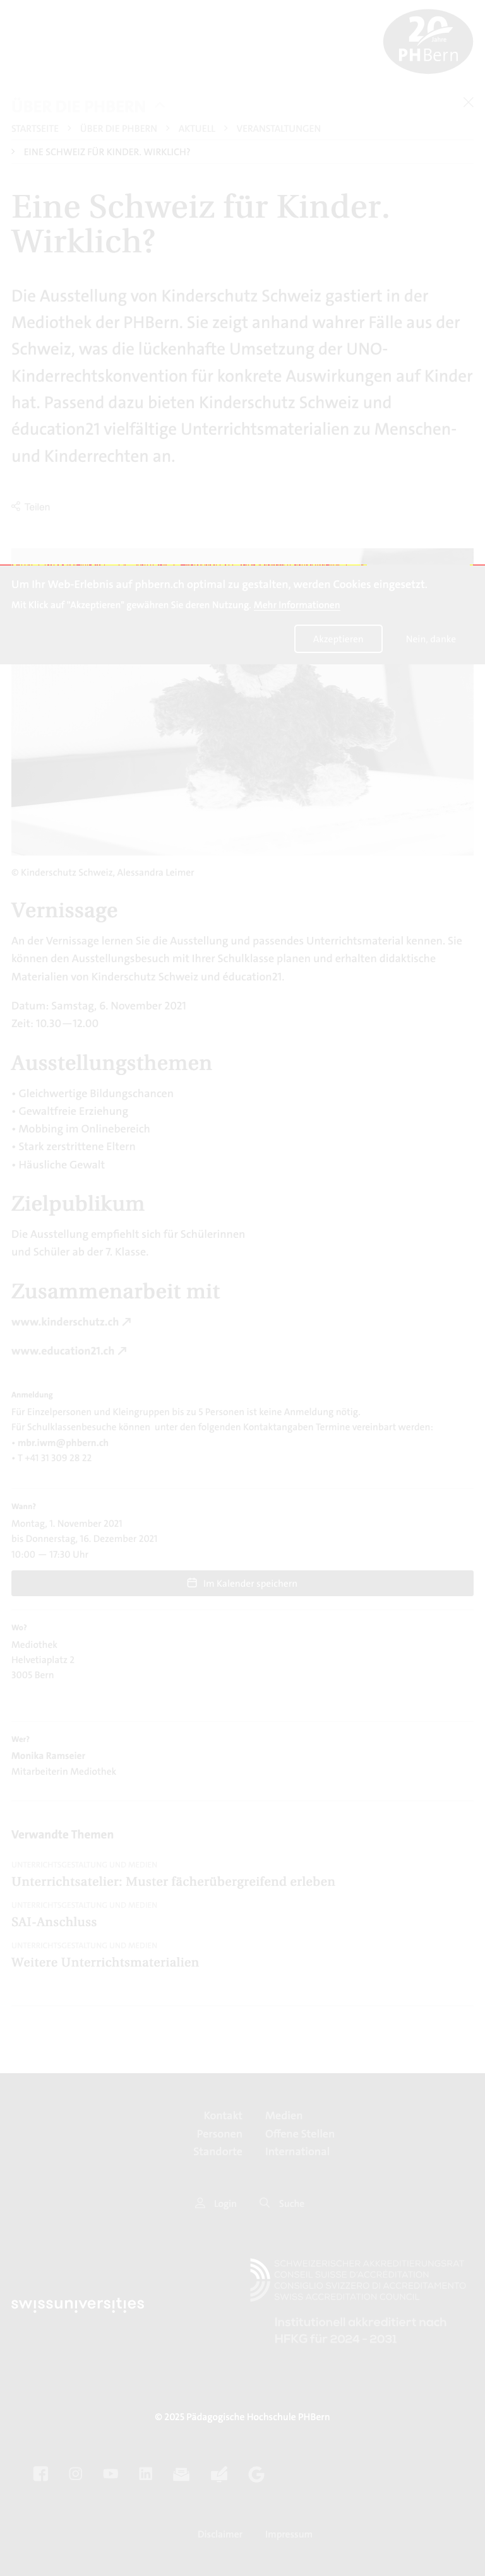 20
Jahre
PHBern
ÜBER DIE PHBERN
STARTSEITE > ÜBER DIE PHBERN > AKTUELL > VERANSTALTUNGEN
> EINE SCHWEIZ FÜR KINDER. WIRKLICH?
Eine Schweiz für Kinder.
Wirklich?
Die Ausstellung von Kinderschutz Schweiz gastiert in der
Mediothek der PHBern. Sie zeigt anhand wahrer Fälle aus der
Schweiz, was die lückenhafte Umsetzung der UNO-
Kinderrechtskonvention für konkrete Auswirkungen auf Kinder
hat. Passend dazu bieten Kinderschutz Schweiz und
éducation21 vielfältige Unterrichtsmaterialien zu Menschen-
und Kinderrechten an.
Teilen
Um Ihr Web-Erlebnis auf phbern.ch optimal zu gestalten, werden Cookies eingesetzt.
Mit Klick auf "Akzeptieren" gewähren Sie deren Nutzung. Mehr Informationen
Akzeptieren Nein, danke
© Kinderschutz Schweiz, Alessandra Leimer
Vernissage
An der Vernissage lernen Sie die Ausstellung und passendes Unterrichtsmaterial kennen. Sie
können den Ausstellungsbesuch mit Ihrer Schulklasse planen und erhalten didaktische
Materialien von Kinderschutz Schweiz und éducation21.
Datum: Samstag, 6. November 2021
Zeit: 10.30—12.00
Ausstellungsthemen
• Gleichwertige Bildungschancen
• Gewaltfreie Erziehung
• Mobbing im Onlinebereich
• Stark zerstrittene Eltern
• Häusliche Gewalt
Zielpublikum
Die Ausstellung empfiehlt sich für Schülerinnen
und Schüler ab der 7. Klasse.
Zusammenarbeit mit
www.kinderschutz.ch ↗
www.education21.ch ↗
Anmeldung
Für Einzelpersonen und Kleingruppen bis zu 5 Personen ist keine Anmeldung nötig.
Für Schulklassenbesuche können unter den folgenden Kontaktangaben Termine vereinbart werden:
• mbr.iwm@phbern.ch
• T +41 31 309 28 22
Wann?
Montag, 1. November 2021
bis Donnerstag, 16. Dezember 2021
10:00 — 17:30 Uhr
Im Kalender speichern
Wo?
Mediothek
Helvetiaplatz 2
3005 Bern
Wer?
Monika Ramseier
Mitarbeiterin Mediothek
Verwandte Themen
UNTERRICHTSGESTALTUNG UND MEDIEN
Unterrichtsatelier: Muster fächerübergreifend erleben
UNTERRICHTSGESTALTUNG UND MEDIEN
SAI-Anschluss
UNTERRICHTSGESTALTUNG UND MEDIEN
Weitere Unterrichtsmaterialien
Kontakt Medien
Personen Offene Stellen
Standorte International
Login Suche
swissuniversities
SCHWEIZERISCHER AKKREDITIERUNGSRAT
CONSEIL SUISSE D'ACCRÉDITATION
CONSIGLIO SVIZZERO DI ACCREDITAMENTO
SWISS ACCREDITATION COUNCIL
Institutionell akkreditiert nach
HFKG für 2024 - 2031
© 2025 Pädagogische Hochschule PHBern
Disclaimer Impressum